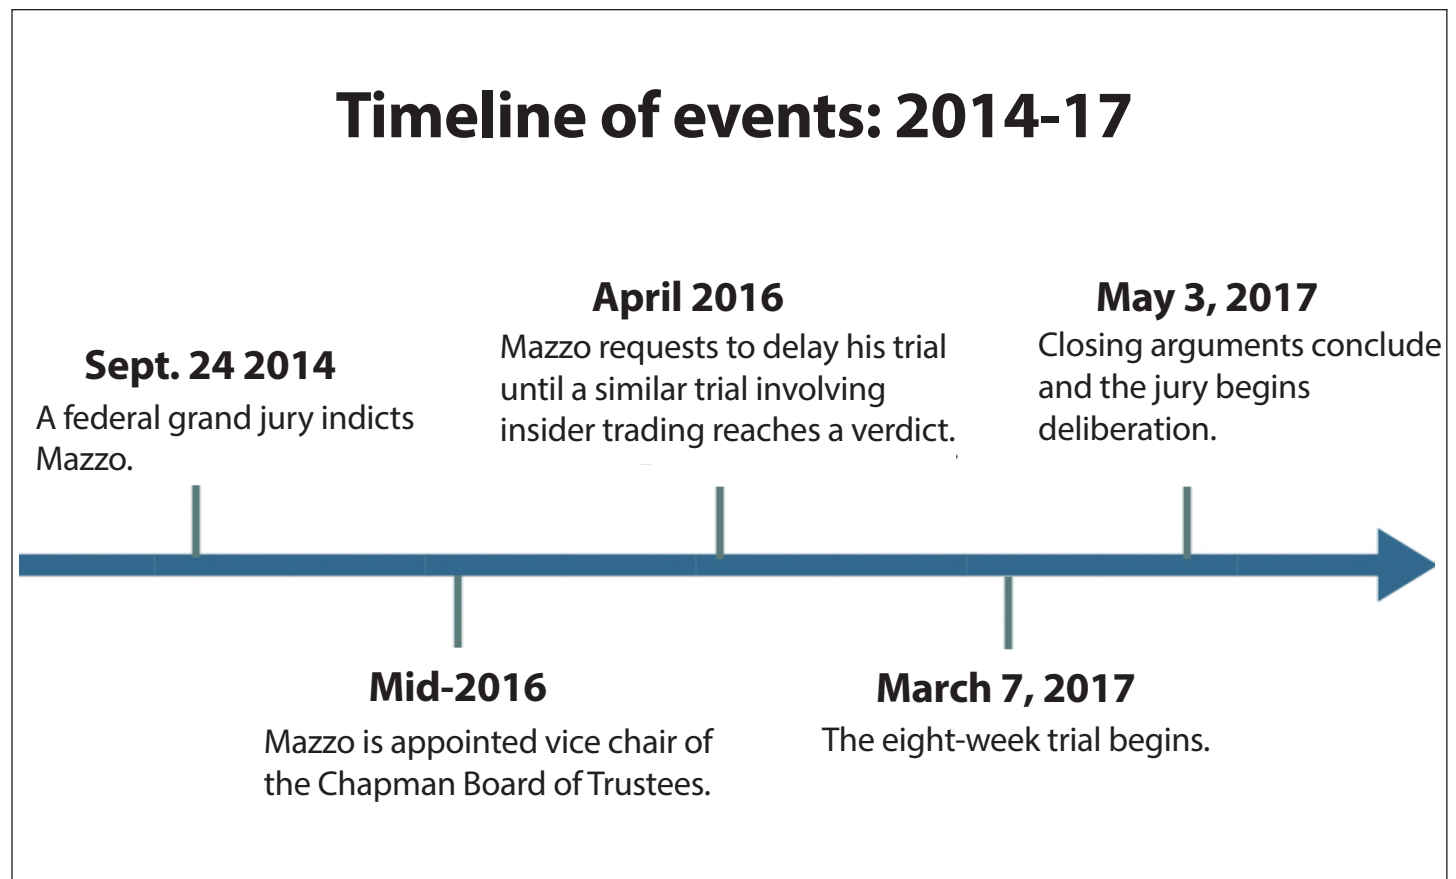 Timeline of events: 2014-17
Sept. 24 2014
A federal grand jury indicts
Mazzo.
Mid-2016
Mazzo is appointed vice chair of
the Chapman Board of Trustees.
April 2016
Mazzo requests to delay his trial
until a similar trial involving
insider trading reaches a verdict.
March 7, 2017
The eight-week trial begins.
May 3, 2017
Closing arguments conclude
and the jury begins
deliberation.